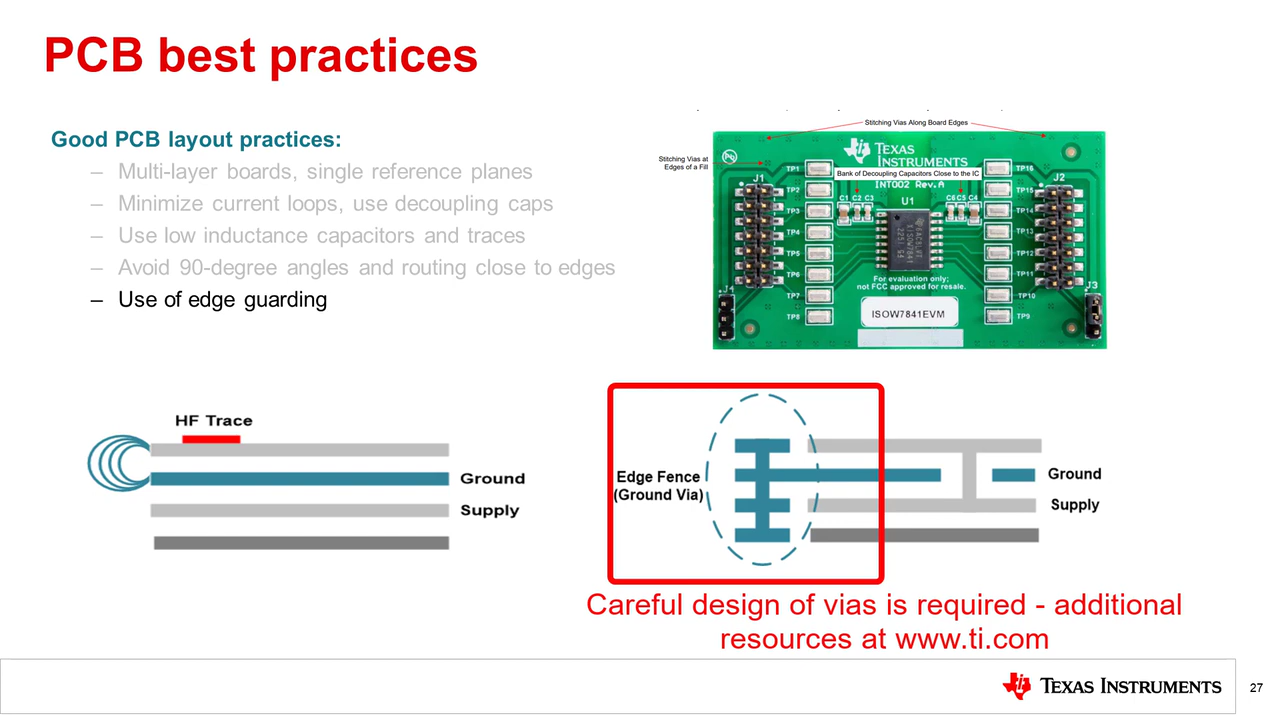 PCB best practices
Good PCB layout practices:
– Multi-layer boards, single reference planes
– Minimize current loops, use decoupling caps
– Use low inductance capacitors and traces
– Avoid 90-degree angles and routing close to edges
– Use of edge guarding
Stitching Vias Along Board Edges
Stitching Vias at
Edges of a Fill
Pb
TEXAS
INSTRUMENTS
Bank of Decoupling Capacitors Close to the IC
INT002 Rev.A
J1
J2
U1
C1 C2 C3
C6 C5 C4
TP1
TP2
TP3
TP4
TP5
TP6
TP7
TP8
TP16
TP15
TP14
TP13
TP12
TP11
TP10
TP9
J4
J3
For evaluation only;
not FCC approved for resale.
ISOW7841EVM
HF Trace
Ground
Supply
Edge Fence
(Ground Via)
Ground
Supply
Careful design of vias is required - additional
resources at www.ti.com
TEXAS INSTRUMENTS
27